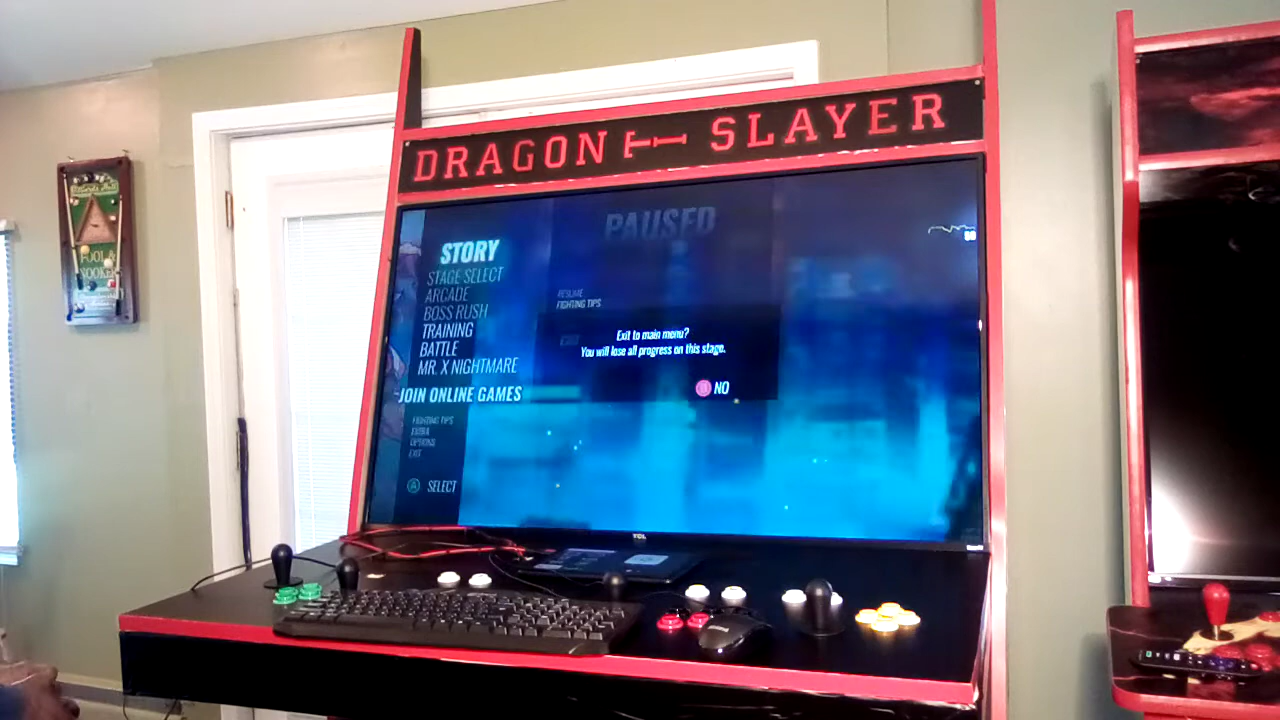 DRAGON SLAYER
PAUSED
STORY
STAGE SELECT
ARCADE
BOSS RUSH
TRAINING
BATTLE
MR. X NIGHTMARE
JOIN ONLINE GAMES
FIGHTING TIPS
EXTRA
OPTIONS
EXIT
SELECT
RESUME
FIGHTING TIPS
Exit to main menu?
You will lose all progress on this stage.
NO
TCL
POOL &
SNOOKER